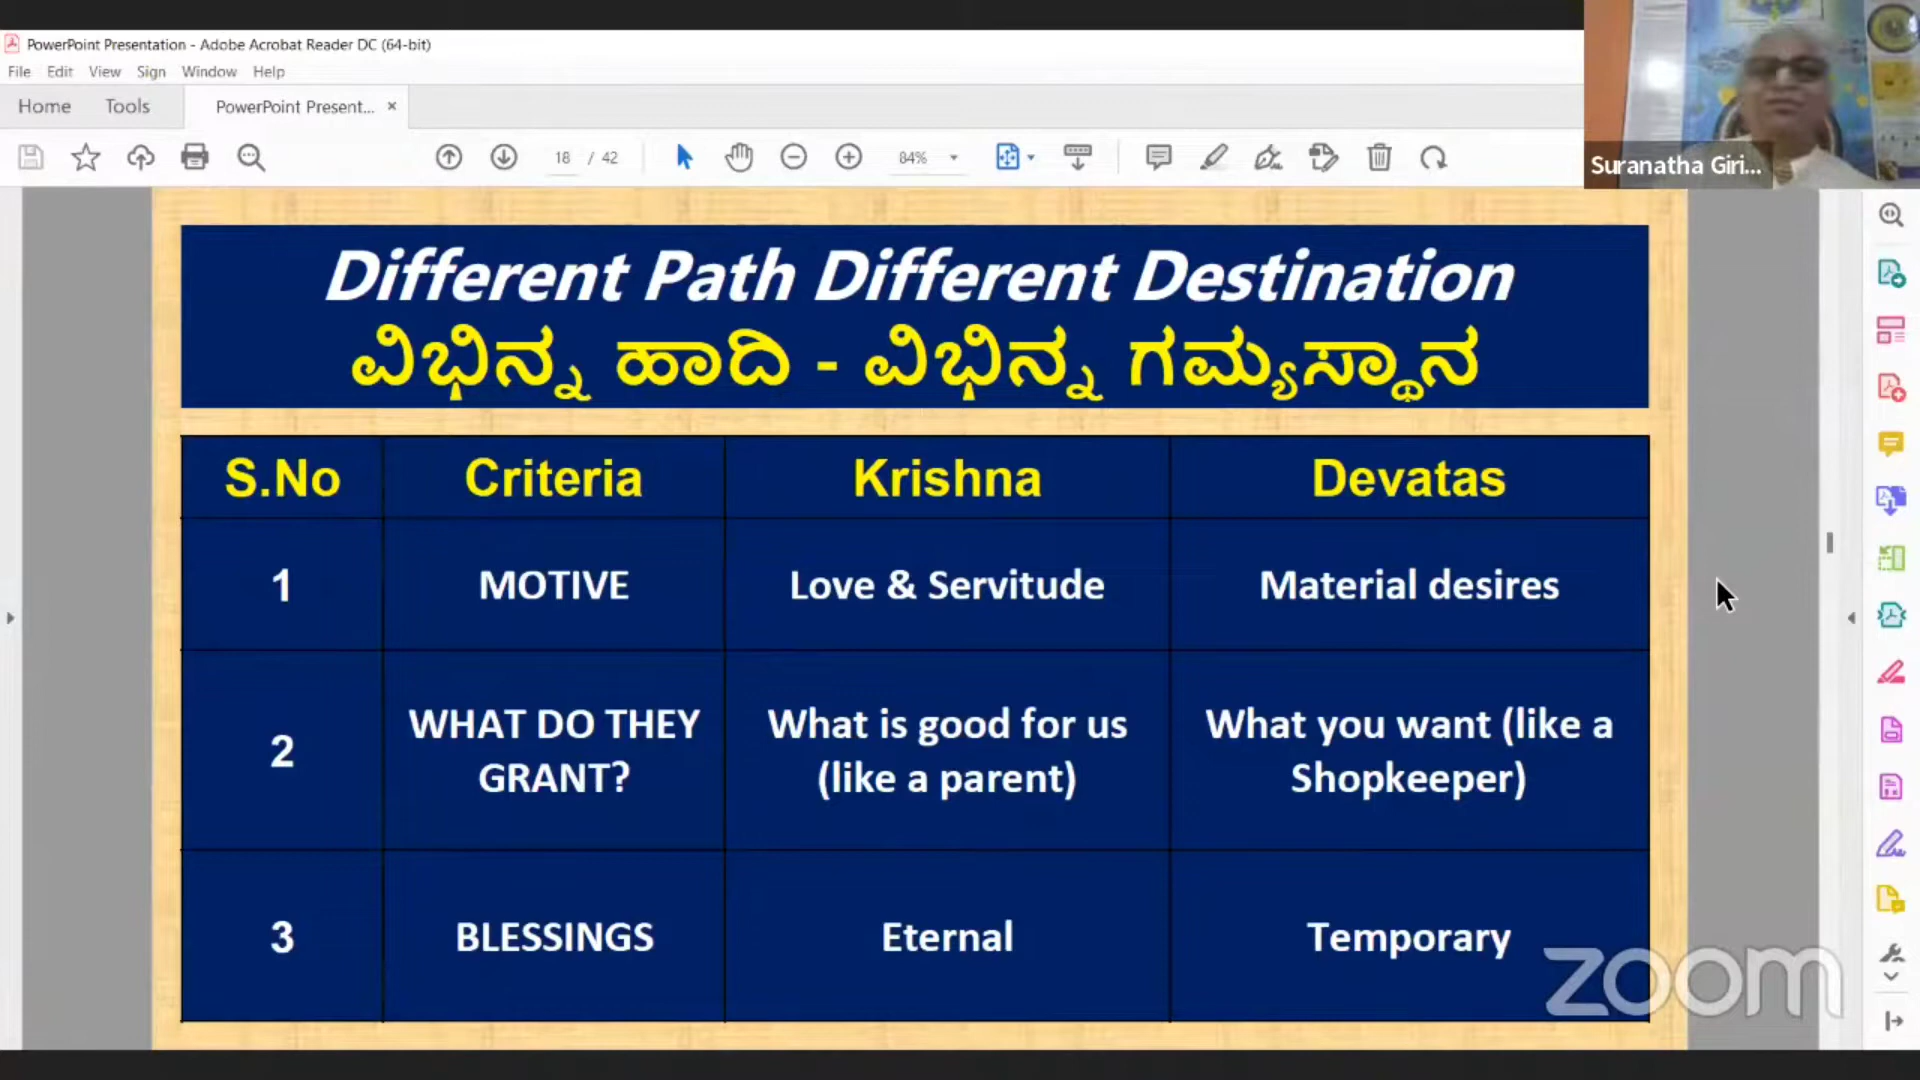 PowerPoint Presentation - Adobe Acrobat Reader DC (64-bit)
File Edit View Sign Window Help
Home Tools PowerPoint Present... ×
18 / 42 84%
Suranatha Giri...
Different Path Different Destination
ವಿಭಿನ್ನ ಹಾದಿ - ವಿಭಿನ್ನ ಗಮ್ಯಸ್ಥಾನ
S.No Criteria Krishna Devatas
1 MOTIVE Love & Servitude Material desires
2 WHAT DO THEY GRANT? What is good for us (like a parent) What you want (like a Shopkeeper)
3 BLESSINGS Eternal Temporary
zoom